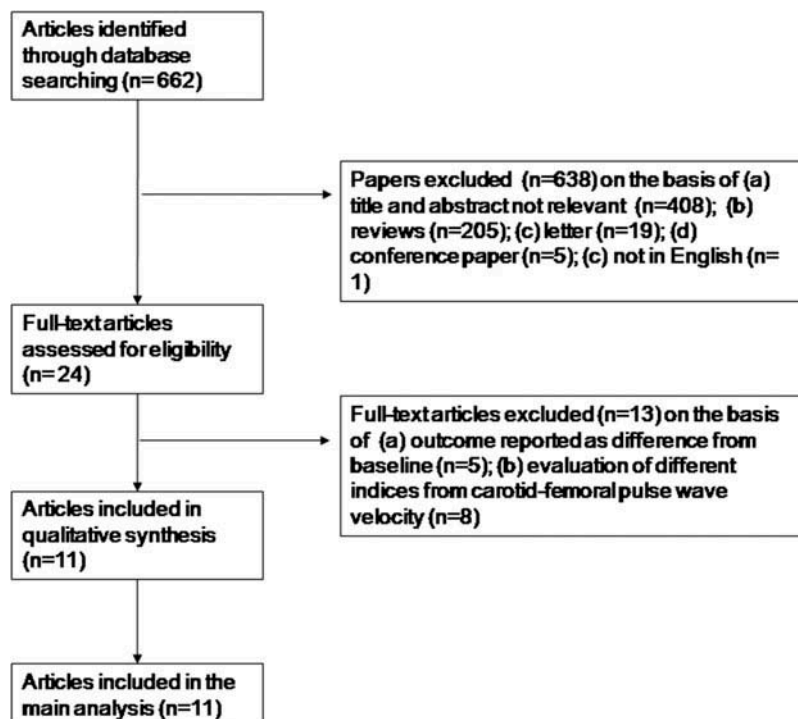 Articles identified
through database
searching (n=662)
Papers excluded (n=638) on the basis of (a)
title and abstract not relevant (n=408); (b)
reviews (n=205); (c) letter (n=19); (d)
conference paper (n=5); (c) not in English (n=
1)
Full-text articles
assessed for eligibility
(n=24)
Full-text articles excluded (n=13) on the basis
of (a) outcome reported as difference from
baseline (n=5); (b) evaluation of different
indices from carotid-femoral pulse wave
velocity (n=8)
Articles included in
qualitative synthesis
(n=11)
Articles included in the
main analysis (n=11)